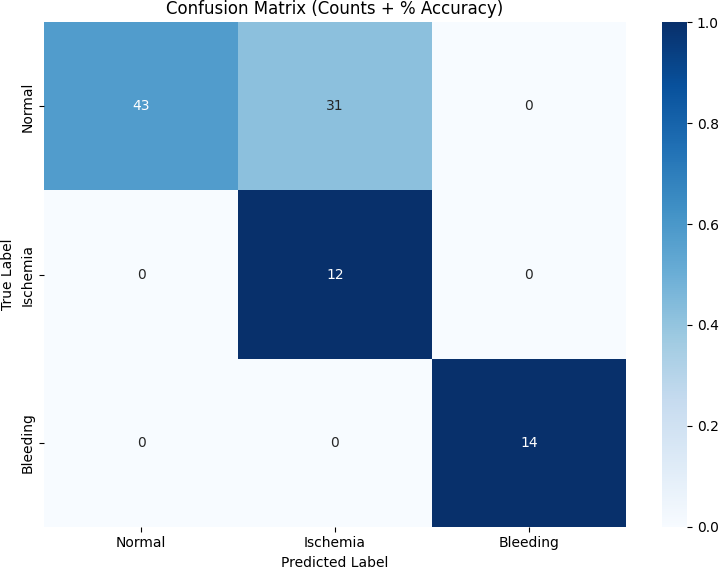 Confusion Matrix (Counts + % Accuracy)
True Label
Normal
43 31 0
Ischemia
0 12 0
Bleeding
0 0 14
Normal Ischemia Bleeding
Predicted Label
1.0
0.8
0.6
0.4
0.2
0.0